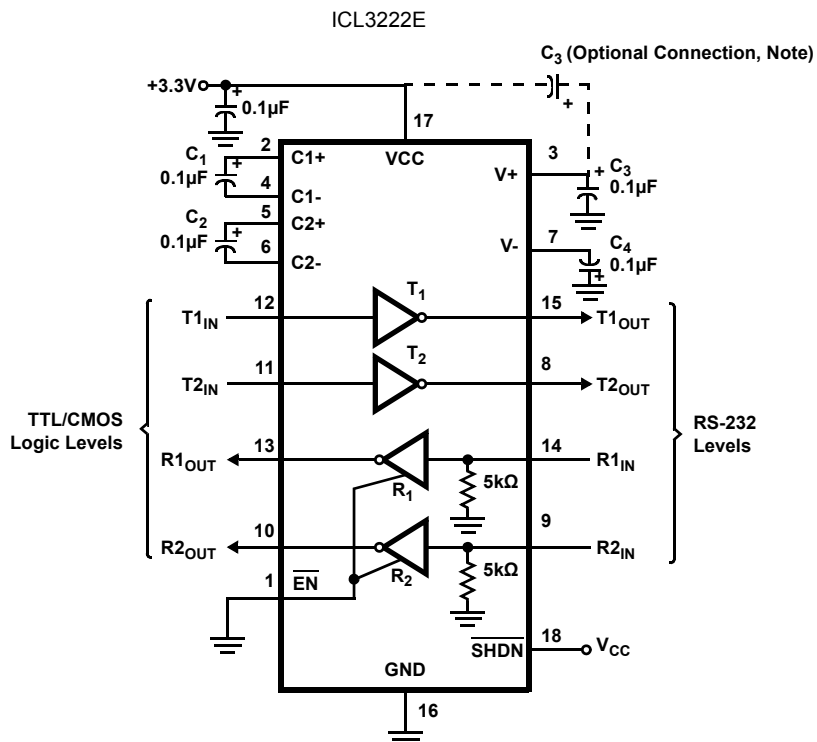 ICL3222E
C3 (Optional Connection, Note)
+3.3V
+
0.1µF
+
17
2
C1
0.1µF
+
C1+
VCC
3
V+
+
C3
0.1µF
4
C1-
5
C2
0.1µF
+
C2+
6
C2-
7
V-
C4
0.1µF
+
T1IN
12
T1
15
T1OUT
T2IN
11
T2
8
T2OUT
TTL/CMOS
Logic Levels
RS-232
Levels
R1OUT
13
R1
5kΩ
14
R1IN
R2OUT
10
R2
5kΩ
9
R2IN
1
EN
SHDN
18
VCC
GND
16